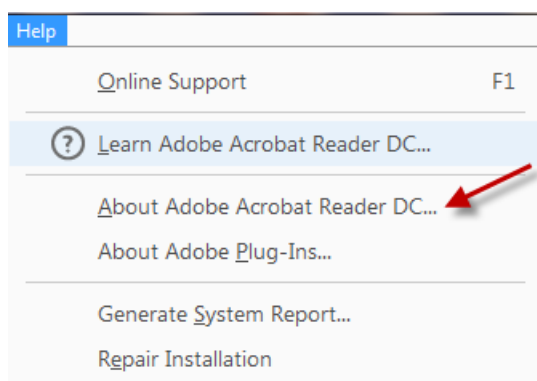 Help
Online Support F1
? Learn Adobe Acrobat Reader DC...
About Adobe Acrobat Reader DC...
About Adobe Plug-Ins...
Generate System Report...
Repair Installation